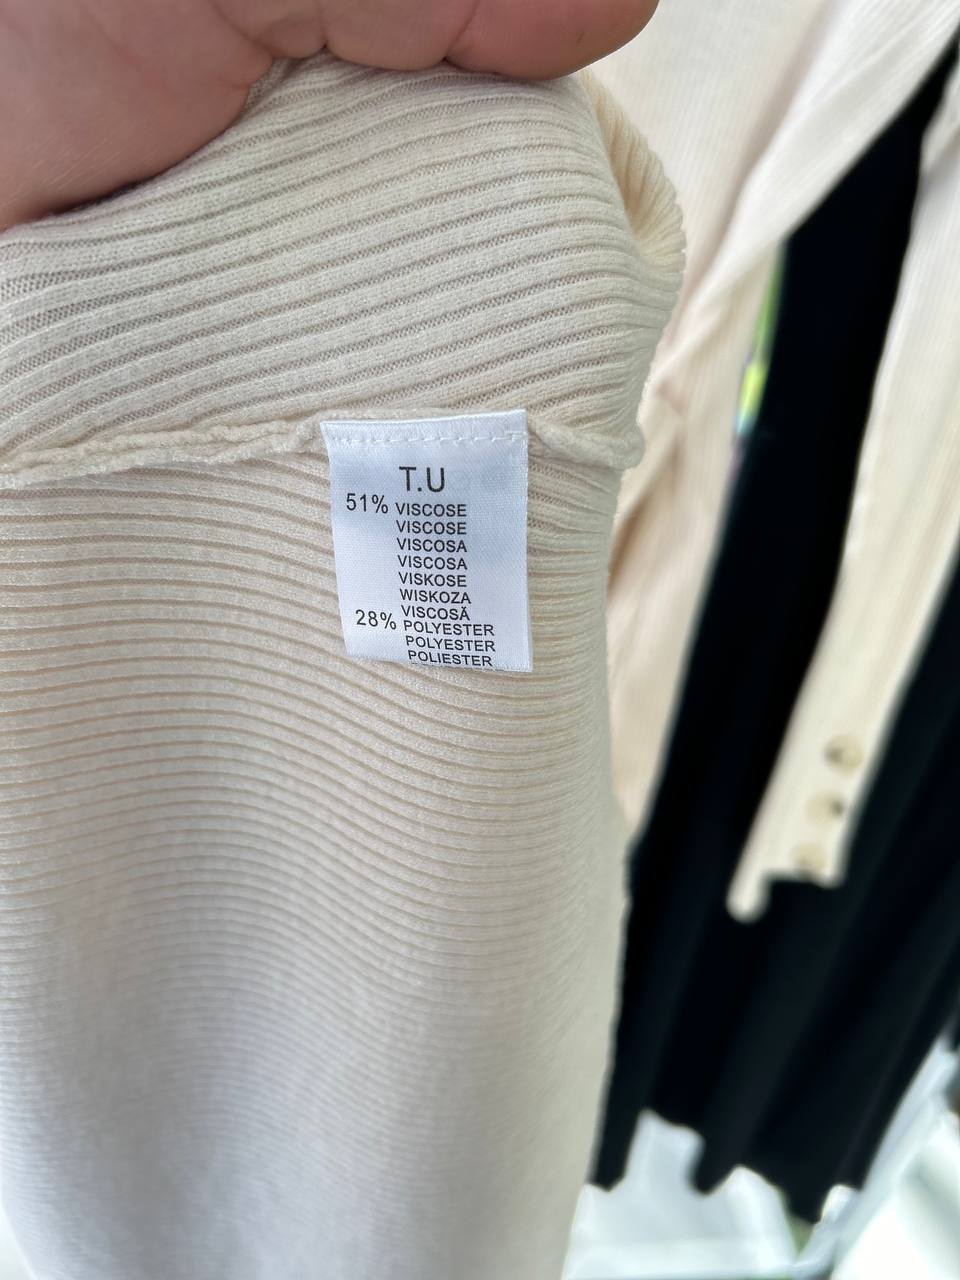 T.U
51% VISCOSE
VISCOSE
VISCOSA
VISCOSA
VISKOSE
WISKOZA
VISCOSĂ
28% POLYESTER
POLYESTER
POLIESTER